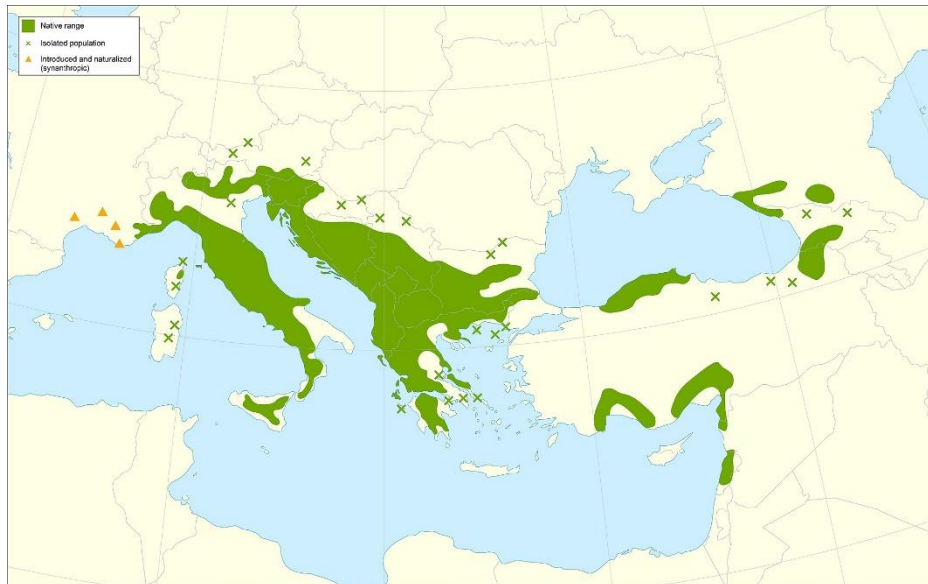 Native range
Isolated population
Introduced and naturalized
(synanthropic)